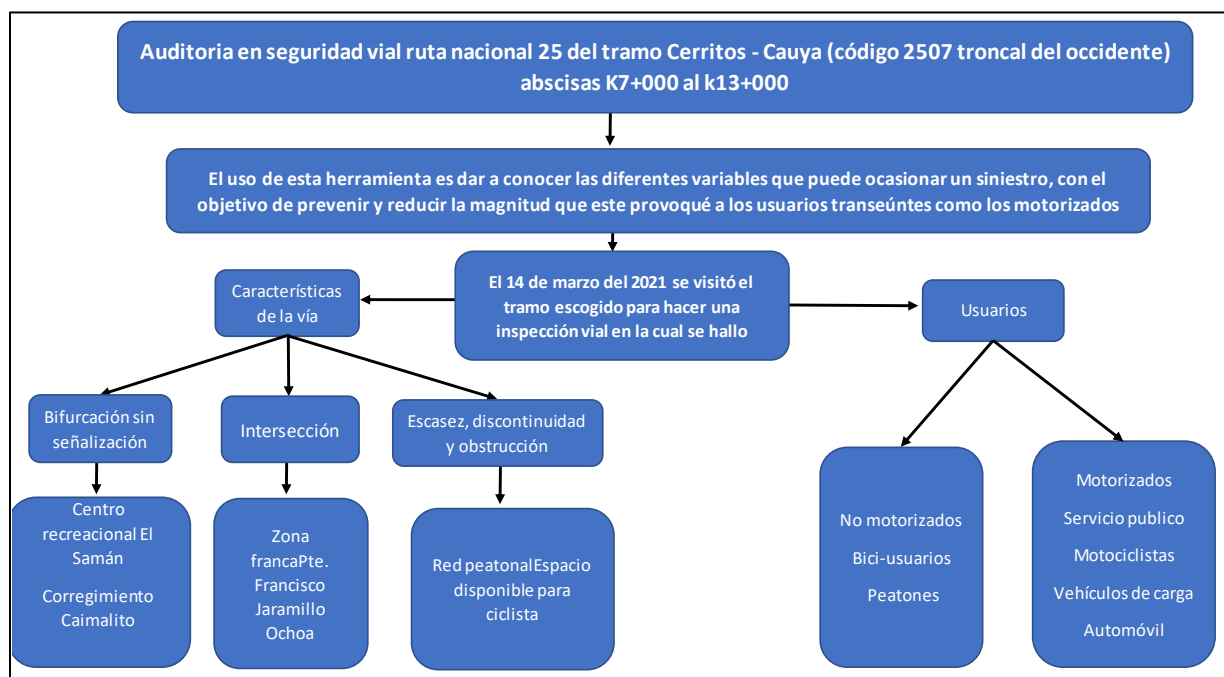 Auditoria en seguridad vial ruta nacional 25 del tramo Cerritos - Cauya (código 2507 troncal del occidente)
abscisas K7+000 al k13+000
El uso de esta herramienta es dar a conocer las diferentes variables que puede ocasionar un siniestro, con el
objetivo de prevenir y reducir la magnitud que este provoqué a los usuarios transeúntes como los motorizados
El 14 de marzo del 2021 se visitó el
tramo escogido para hacer una
inspección vial en la cual se hallo
Características
de la vía
Usuarios
Bifurcación sin
señalización
Intersección
Escasez, discontinuidad
y obstrucción
Centro
recreacional El
Samán
Corregimiento
Caimalito
Zona
francaPte.
Francisco
Jaramillo
Ochoa
Red peatonalEspacio
disponible para
ciclista
No motorizados
Bici-usuarios
Peatones
Motorizados
Servicio publico
Motociclistas
Vehículos de carga
Automóvil